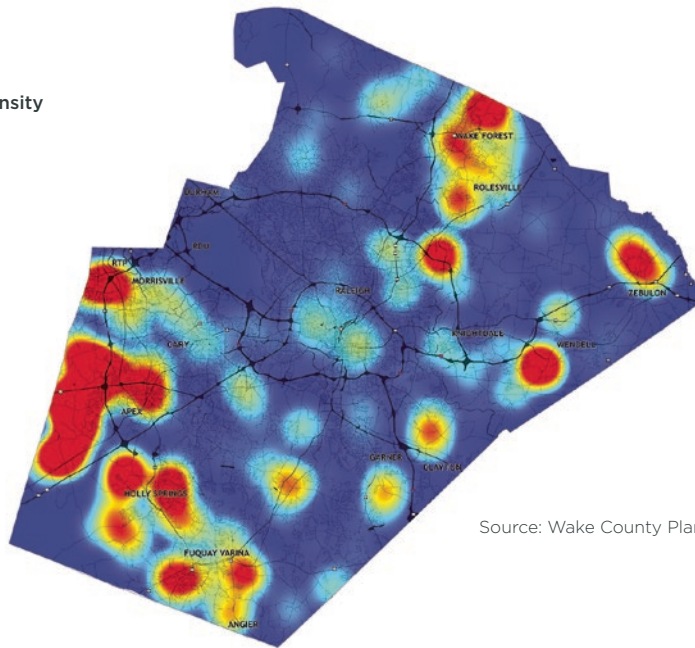 nsity
WAKE FOREST
ROLESVILLE
DURHAM
RDU
RTP
MORRISVILLE
ZEBULON
RALEIGH
KNIGHTDALE
CARY
WENDELL
APEX
GARNER
CLAYTON
HOLLY SPRINGS
Source: Wake County Plan
FUQUAY VARINA
ANGIER